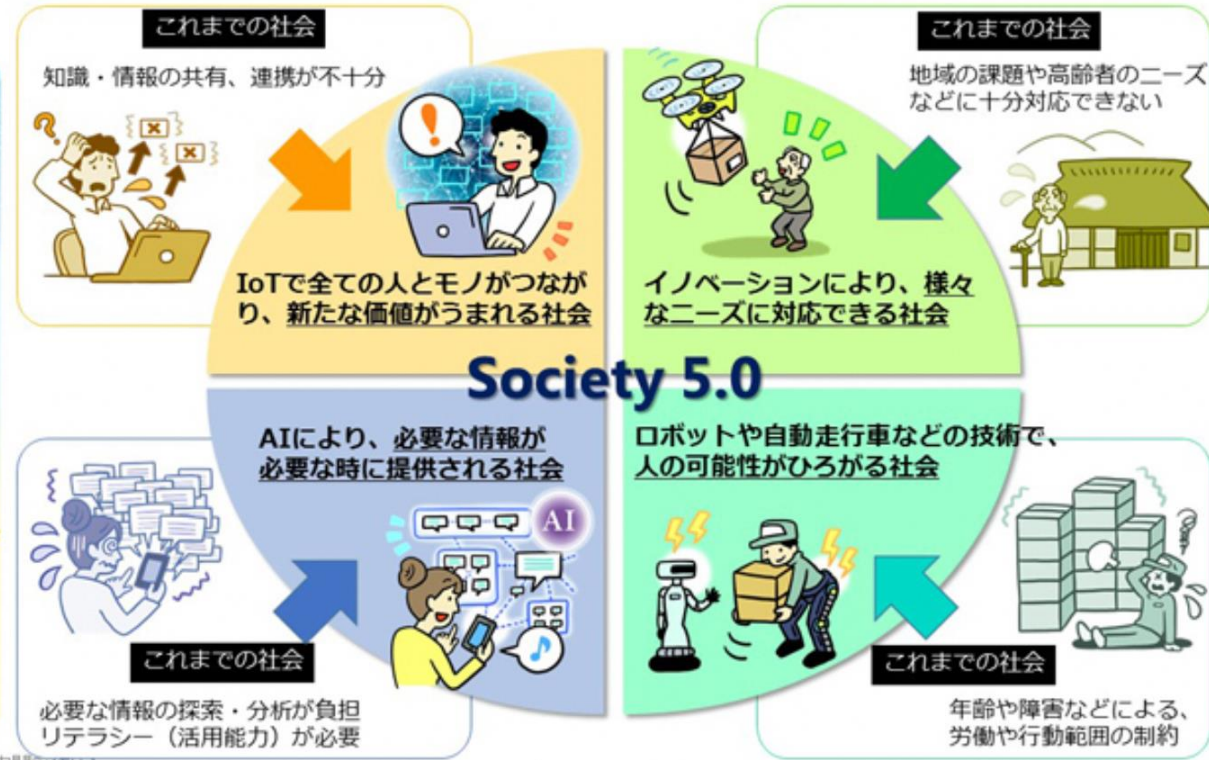 これまでの社会
知識・情報の共有、連携が不十分
IoTで全ての人とモノがつなが
り、新たな価値がうまれる社会
これまでの社会
地域の課題や高齢者のニーズ
などに十分対応できない
イノベーションにより、様々
なニーズに対応できる社会
Society 5.0
AIにより、必要な情報が
必要な時に提供される社会
AI
これまでの社会
必要な情報の探索・分析が負担
リテラシー（活用能力）が必要
ロボットや自動走行車などの技術で、
人の可能性がひろがる社会
これまでの社会
年齢や障害などによる、
労働や行動範囲の制約